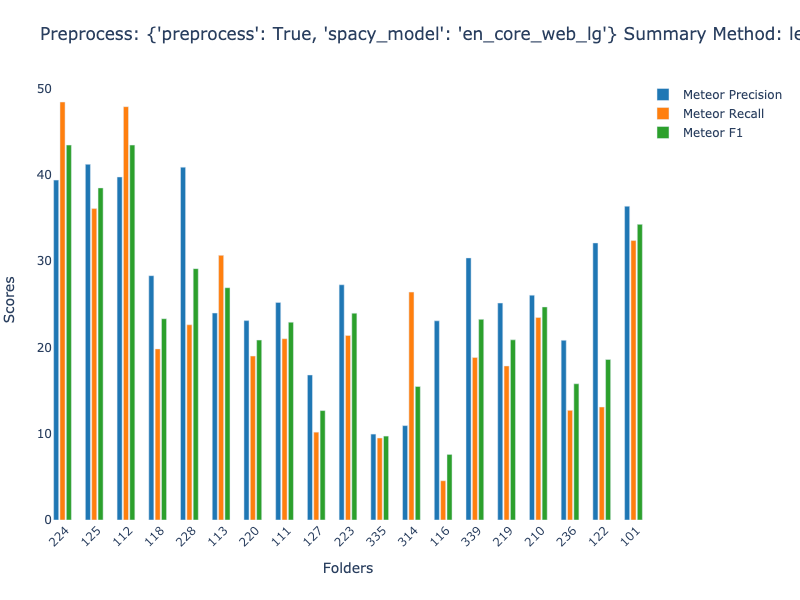 Preprocess: {'preprocess': True, 'spacy_model': 'en_core_web_lg'} Summary Method: le
Meteor Precision
Meteor Recall
Meteor F1
50
40
30
20
10
0
Scores
224 125 112 118 228 113 220 111 127 223 335 314 116 339 219 210 236 122 101
Folders